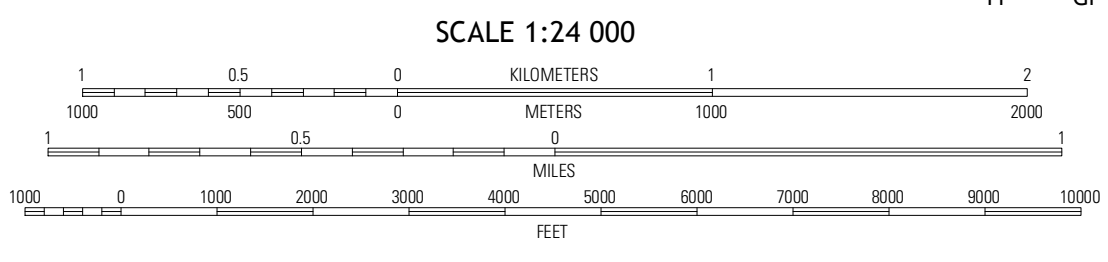 SCALE 1:24 000
1 0.5 0 KILOMETERS 1 2
1000 500 0 METERS 1000 2000
1 0.5 0 1
MILES
1000 0 1000 2000 3000 4000 5000 6000 7000 8000 9000 10000
FEET